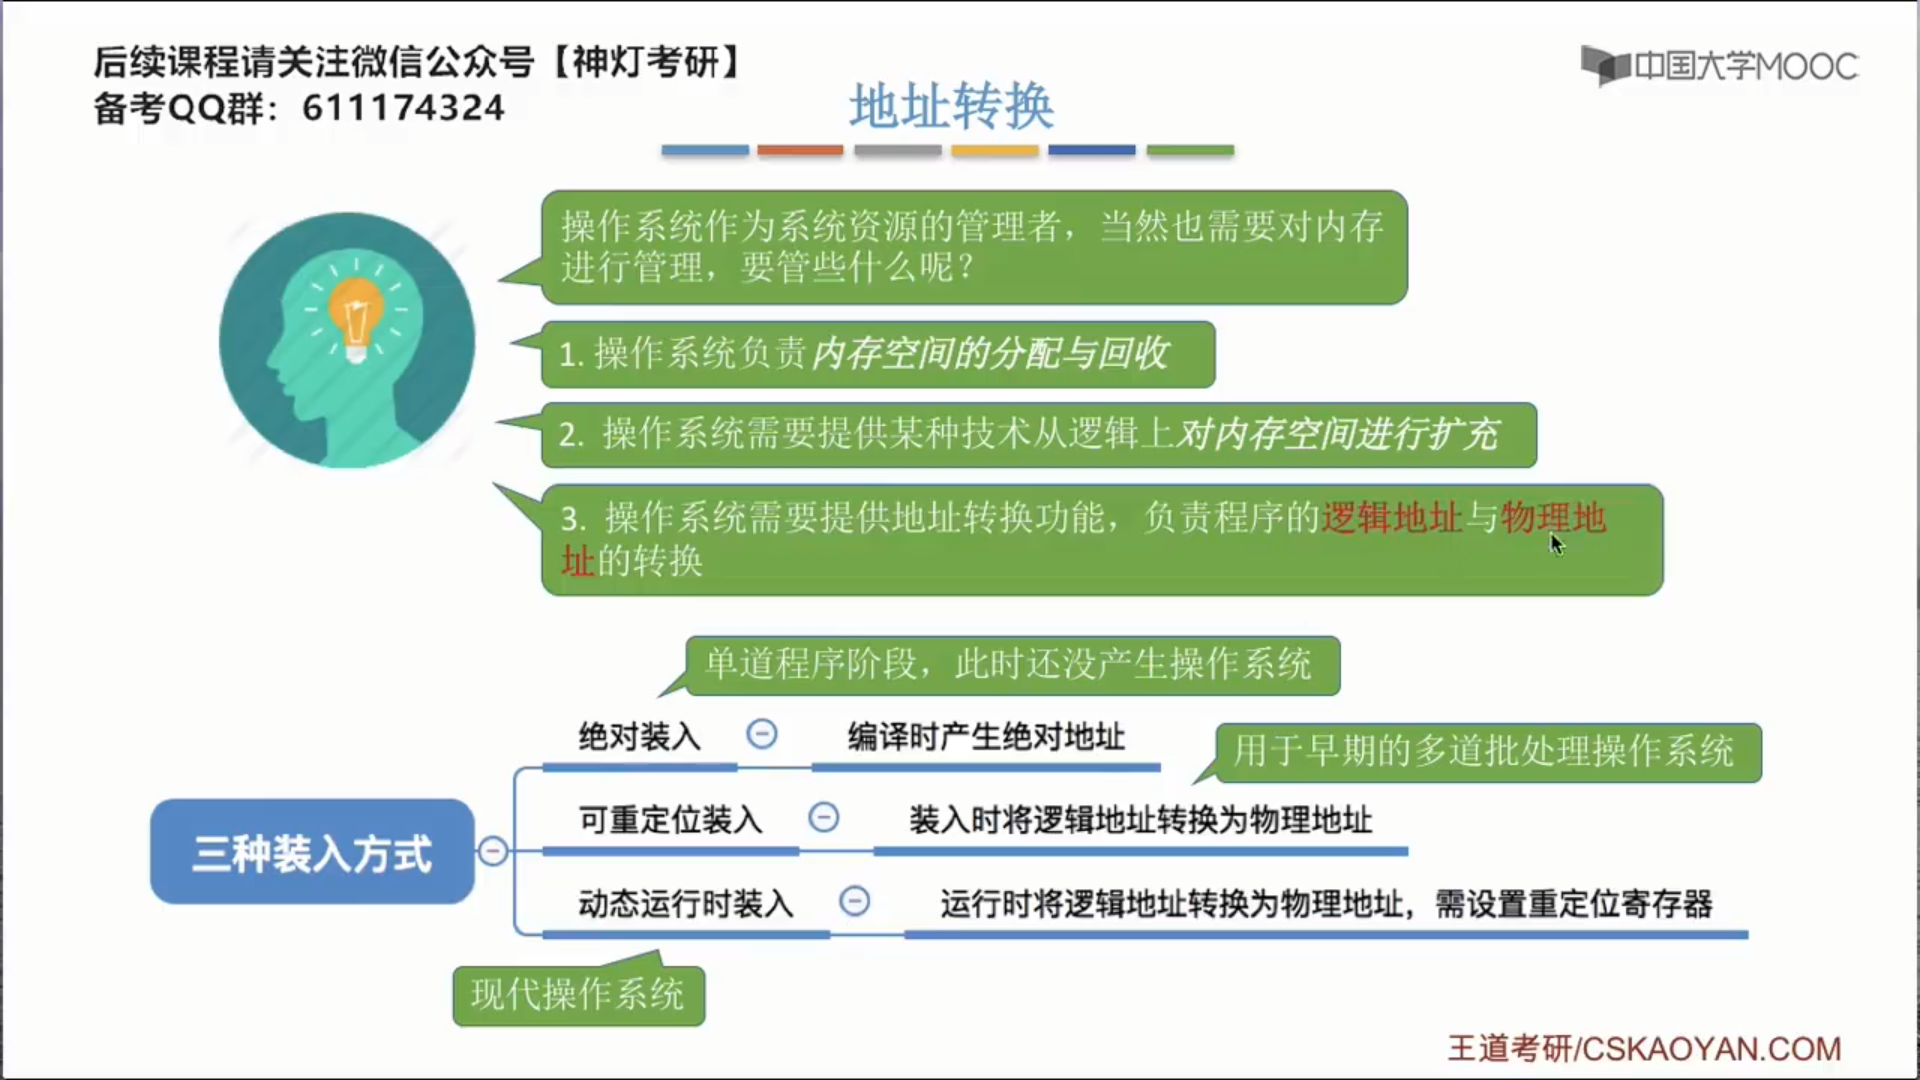 后续课程请关注微信公众号【神灯考研】
备考QQ群：611174324
中国大学MOOC
地址转换
操作系统作为系统资源的管理者，当然也需要对内存
进行管理，要管些什么呢？
1. 操作系统负责内存空间的分配与回收
2. 操作系统需要提供某种技术从逻辑上对内存空间进行扩充
3. 操作系统需要提供地址转换功能，负责程序的逻辑地址与物理地
址的转换
单道程序阶段，此时还没产生操作系统
绝对装入
编译时产生绝对地址
用于早期的多道批处理操作系统
可重定位装入
装入时将逻辑地址转换为物理地址
三种装入方式
动态运行时装入
运行时将逻辑地址转换为物理地址，需设置重定位寄存器
现代操作系统
王道考研/CSKAOYAN.COM